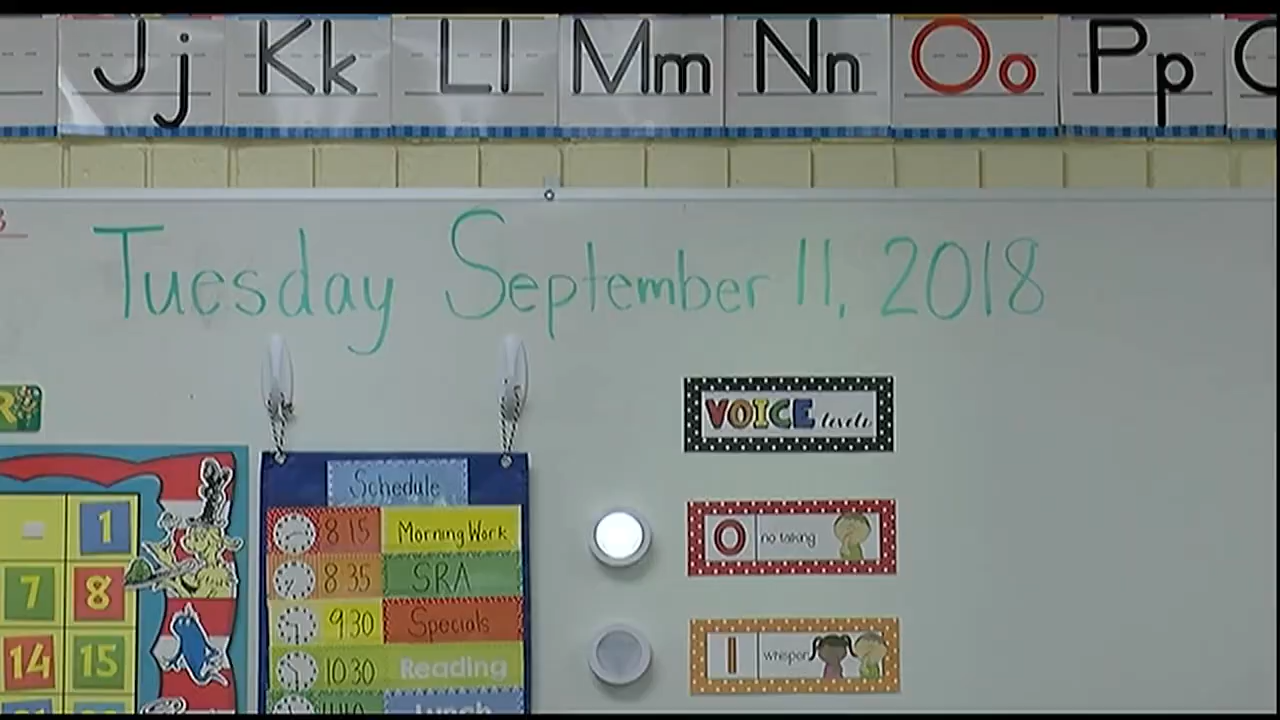 Jj Kk Ll Mm Nn Oo Pp
Tuesday September 11, 2018
R
VOICE levels
Schedule
8 15 Morning Work
8 35 SRA
9 30 Specials
10 30 Reading
Lunch
0 no talking
1 whisper
1
7 8
14 15